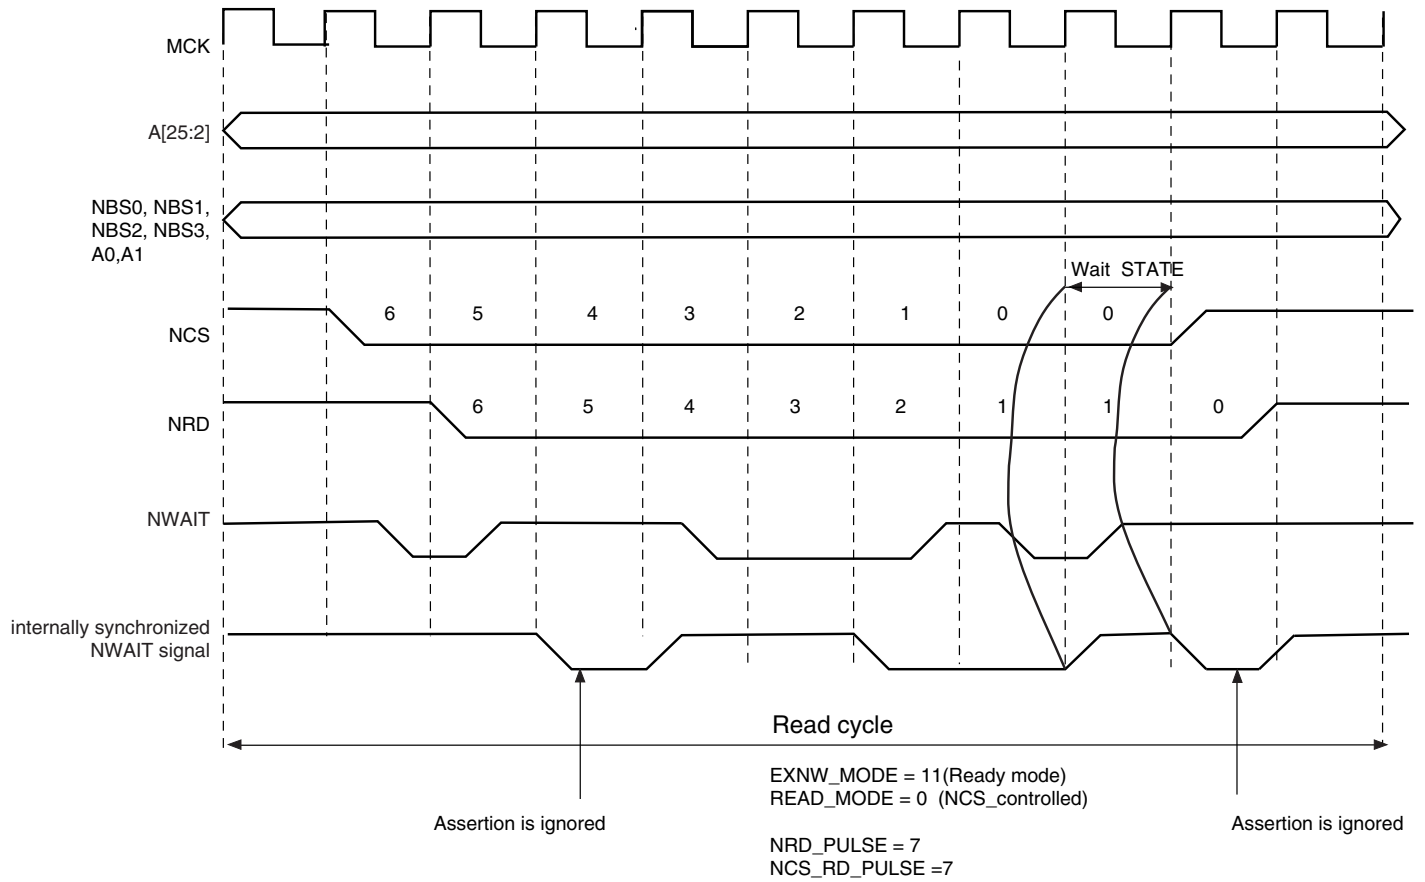 MCK
A[25:2]
NBS0, NBS1,
NBS2, NBS3,
A0,A1
Wait STATE
NCS
6 5 4 3 2 1 0 0
NRD
6 5 4 3 2 1 1 0
NWAIT
internally synchronized
NWAIT signal
Read cycle
EXNW_MODE = 11(Ready mode)
READ_MODE = 0 (NCS_controlled)
Assertion is ignored
Assertion is ignored
NRD_PULSE = 7
NCS_RD_PULSE =7